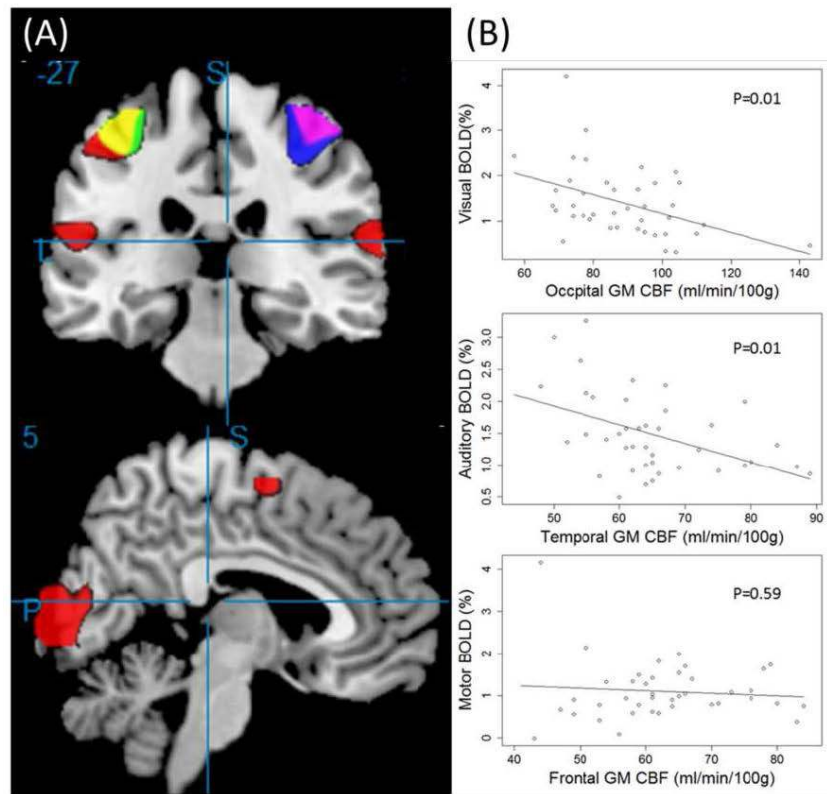 (A)
-27
S
L
5
S
P
(B)
Visual BOLD(%)
4
3
2
1
P=0.01
60
80
100
120
140
Occpital GM CBF (ml/min/100g)
Auditory BOLD (%)
3.0
2.5
2.0
1.5
1.0
0.5
P=0.01
50
60
70
80
90
Temporal GM CBF (ml/min/100g)
Motor BOLD (%)
4
3
2
1
0
P=0.59
40
50
60
70
80
Frontal GM CBF (ml/min/100g)